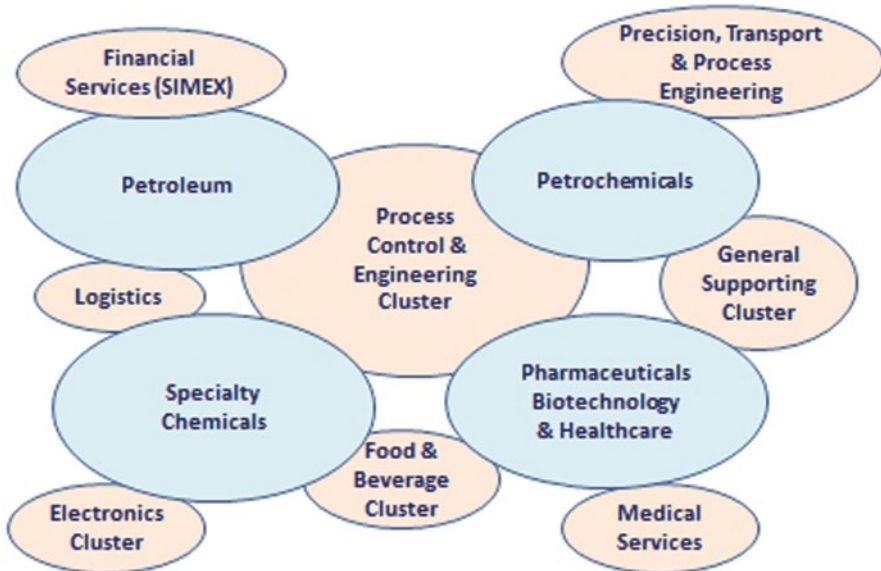 Financial
Services (SIMEX)
Precision, Transport
& Process
Engineering
Petroleum
Petrochemicals
Process
Control &
Engineering
Cluster
Logistics
General
Supporting
Cluster
Specialty
Chemicals
Pharmaceuticals
Biotechnology
& Healthcare
Food &
Beverage
Cluster
Electronics
Cluster
Medical
Services